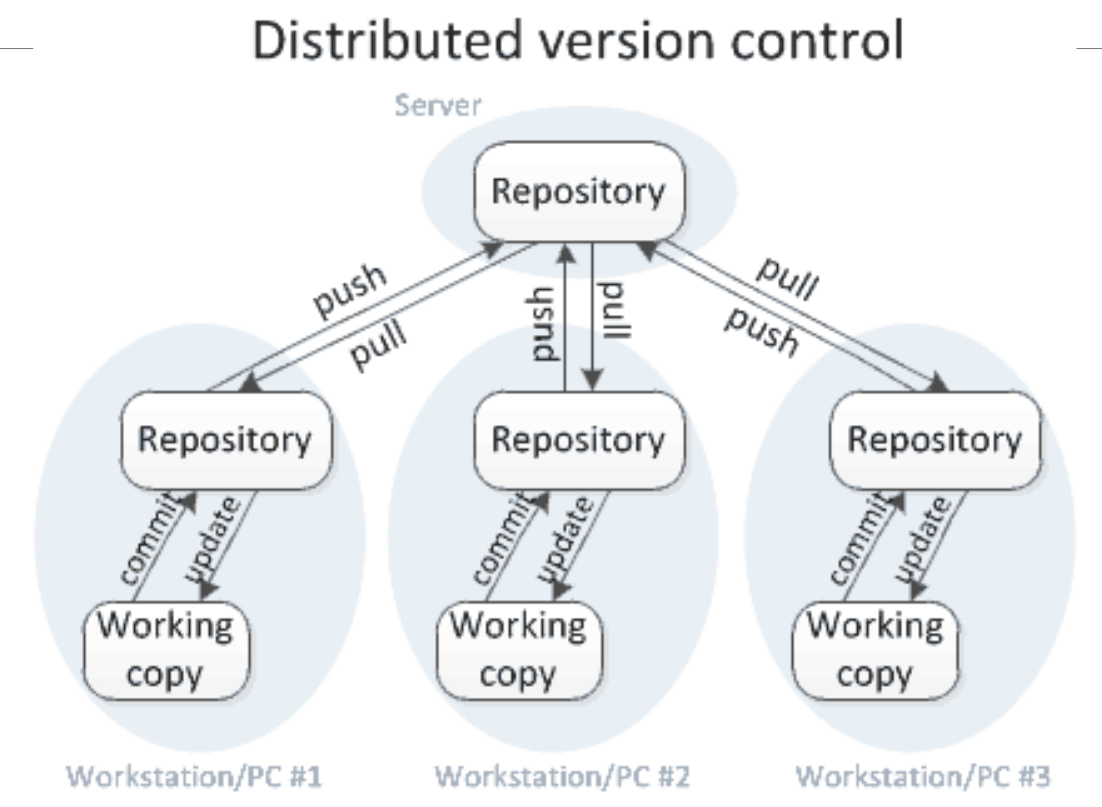 Distributed version control
Server
Repository
push
pull
push
pull
pull
push
Repository
Repository
Repository
commit
update
commit
update
commit
update
Working
copy
Working
copy
Working
copy
Workstation/PC #1
Workstation/PC #2
Workstation/PC #3